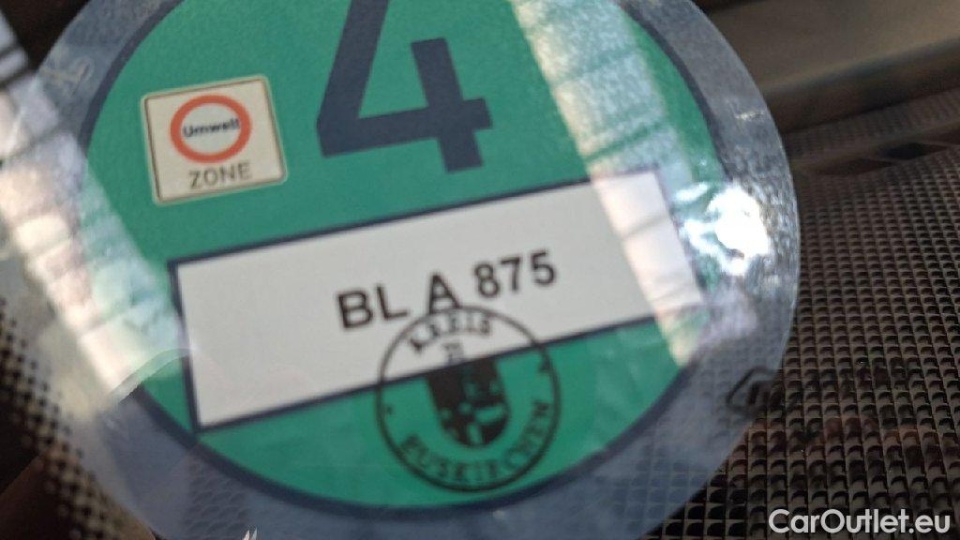 4
Umwelt
ZONE
BL A 875
KREIS
EUSKIRCHEN
CarOutlet.eu